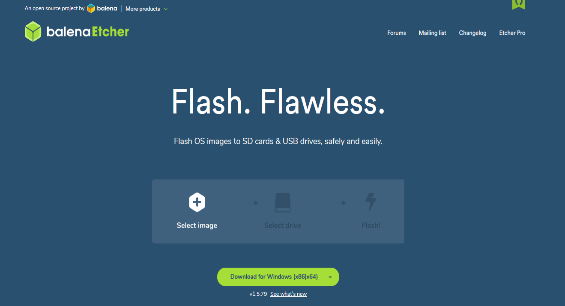 An open source project by balena | More products
balenaEtcher
Forums Mailing list Changelog Etcher Pro
Flash. Flawless.
Flash OS images to SD cards & USB drives, safely and easily.
Select image Select drive Flash!
Download for Windows (x86|x64)
v1.5.79 See what's new